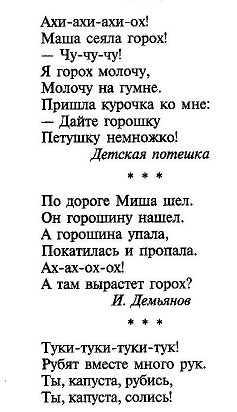 Ахи-ахи-ахи-ох!
Маша сеяла горох!
— Чу-чу-чу!
Я горох молочу,
Молочу на гумне.
Пришла курочка ко мне:
— Дайте горошку
Петушку немножко!
Детская потешка
* * *
По дороге Миша шел.
Он горошину нашел.
А горошина упала,
Покатилась и пропала.
Ах-ах-ох-ох!
А там вырастет горох?
И. Демьянов
* * *
Туки-туки-туки-тук!
Рубят вместе много рук.
Ты, капуста, рубись,
Ты, капуста, солись!